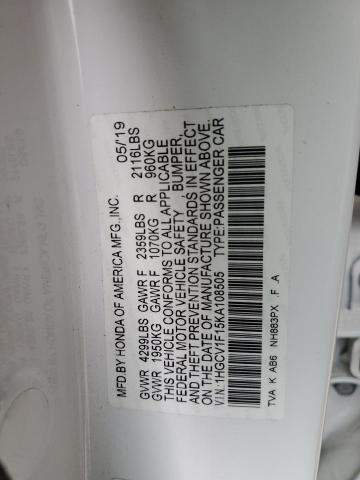 MFD BY HONDA OF AMERICA MFG., INC. 05/19
GVWR 4299LBS GAWR F 2359LBS R 2116LBS
GVWR 1950KG GAWR F 1070KG R 960KG
THIS VEHICLE CONFORMS TO ALL APPLICABLE
FEDERAL MOTOR VEHICLE SAFETY BUMPER,
AND THEFT PREVENTION STANDARDS IN EFFECT
ON THE DATE OF MANUFACTURE SHOWN ABOVE.
V.I.N.:1HGCV1F15KA108505 TYPE:PASSENGER CAR
TVA K AB6 NH883PX .F .A